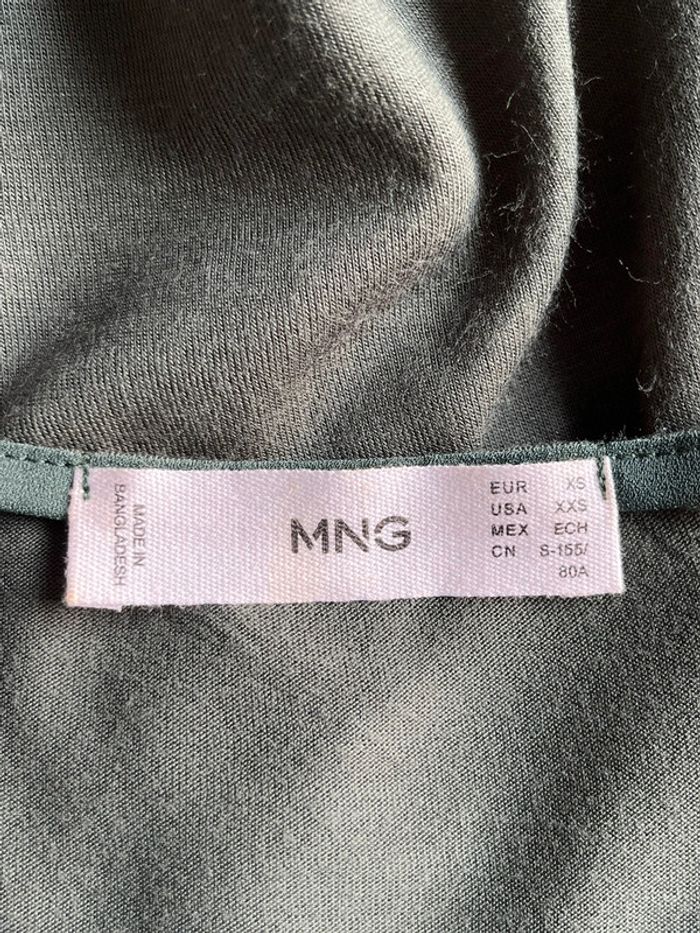 MADE IN
BANGLADESH
MNG
EUR XS
USA XXS
MEX ECH
CN S-155/
80A